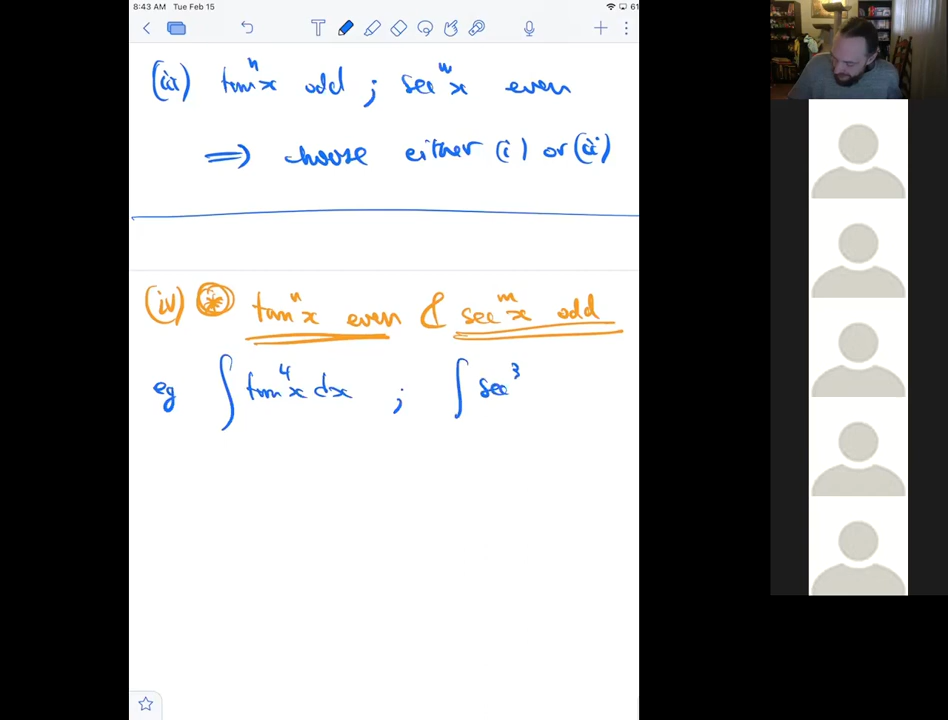 8:43 AM Tue Feb 15
61
T
(iii) tanⁿx odd ; secᵐx even
⟹ choose either (i) or (ii)
(iv) * tanⁿx even & secᵐx odd
eg ∫ tan⁴x dx ; ∫ sec³